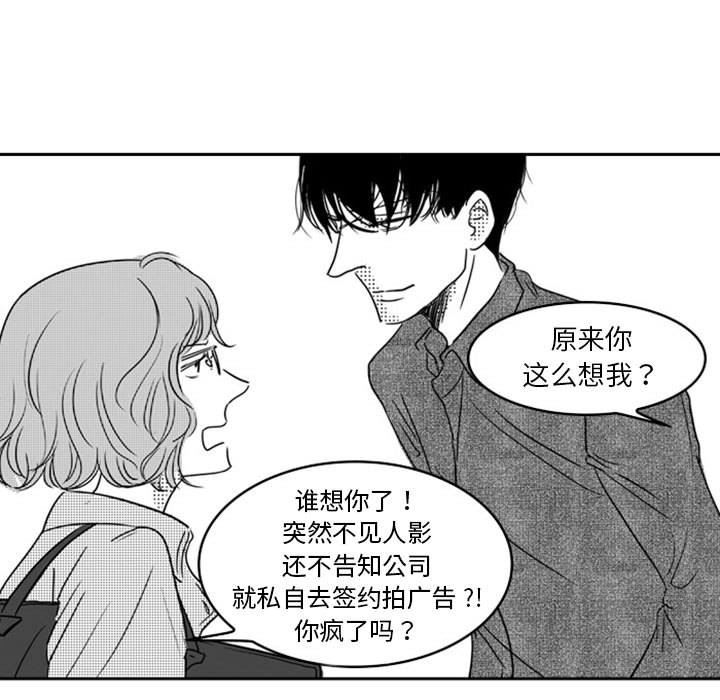 原来你
这么想我？
谁想你了！
突然不见人影
还不告知公司
就私自去签约拍广告?!
你疯了吗？